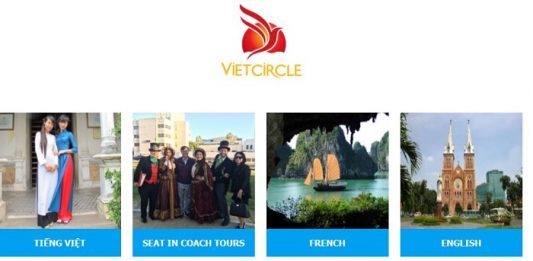 VIETCIRCLE
TIẾNG VIỆT
SEAT IN COACH TOURS
FRENCH
ENGLISH